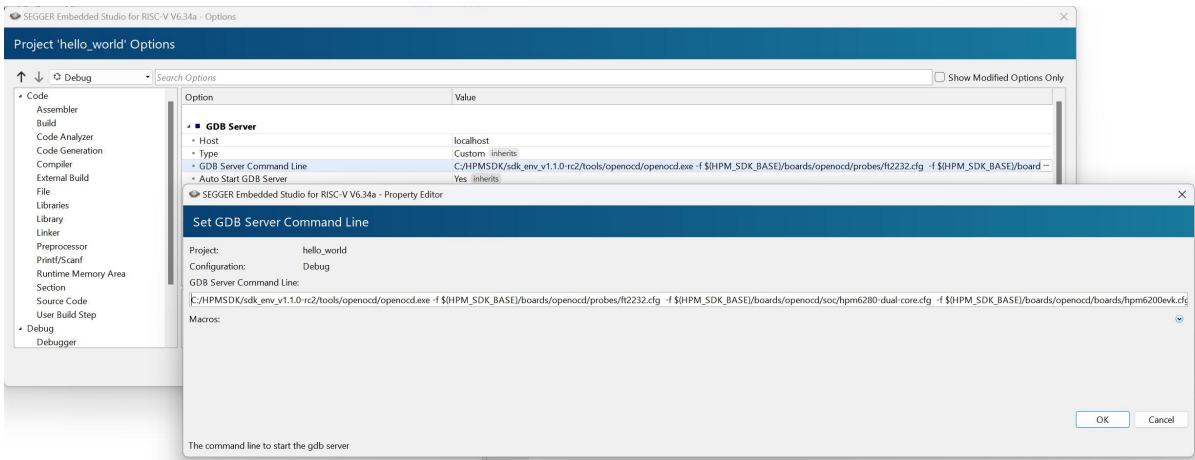 SEGGER Embedded Studio for RISC-V V6.34a - Options
Project 'hello_world' Options
Debug
Search Options
Show Modified Options Only
Code
Assembler
Build
Code Analyzer
Code Generation
Compiler
External Build
File
Libraries
Library
Linker
Preprocessor
Printf/Scanf
Runtime Memory Area
Section
Source Code
User Build Step
Debug
Debugger
Option Value
GDB Server
Host localhost
Type Custom inherits
GDB Server Command Line C:/HPMSDK/sdk_env_v1.1.0-rc2/tools/openocd/openocd.exe -f $(HPM_SDK_BASE)/boards/openocd/probes/ft2232.cfg -f $(HPM_SDK_BASE)/board ...
Auto Start GDB Server Yes inherits
SEGGER Embedded Studio for RISC-V V6.34a - Property Editor
Set GDB Server Command Line
Project: hello_world
Configuration: Debug
GDB Server Command Line:
C:/HPMSDK/sdk_env_v1.1.0-rc2/tools/openocd/openocd.exe -f $(HPM_SDK_BASE)/boards/openocd/probes/ft2232.cfg -f $(HPM_SDK_BASE)/boards/openocd/soc/hpm6280-dual-core.cfg -f $(HPM_SDK_BASE)/boards/openocd/boards/hpm6200evk.cfg
Macros:
OK Cancel
The command line to start the gdb server